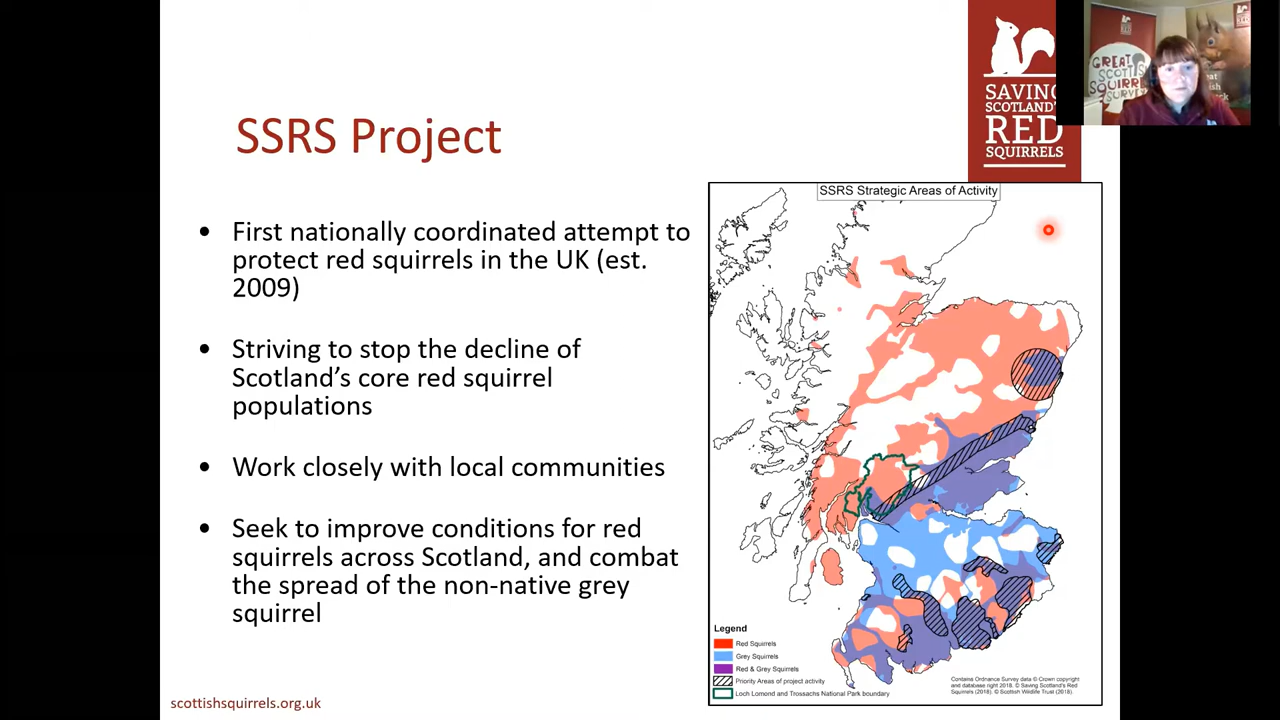 SSRS Project
SAVING
SCOTLAND'S
RED
SQUIRRELS
GREAT
SCOTTISH
SQUIRREL
SURVEY
• First nationally coordinated attempt to
protect red squirrels in the UK (est.
2009)
• Striving to stop the decline of
Scotland’s core red squirrel
populations
• Work closely with local communities
• Seek to improve conditions for red
squirrels across Scotland, and combat
the spread of the non-native grey
squirrel
SSRS Strategic Areas of Activity
Legend
Red Squirrels
Grey Squirrels
Red & Grey Squirrels
Priority Areas of project activity
Loch Lomond and Trossachs National Park boundary
Contains Ordnance Survey data © Crown copyright
and database right 2018. © Saving Scotland's Red
Squirrels (2018). © Scottish Wildlife Trust (2018).
scottishsquirrels.org.uk